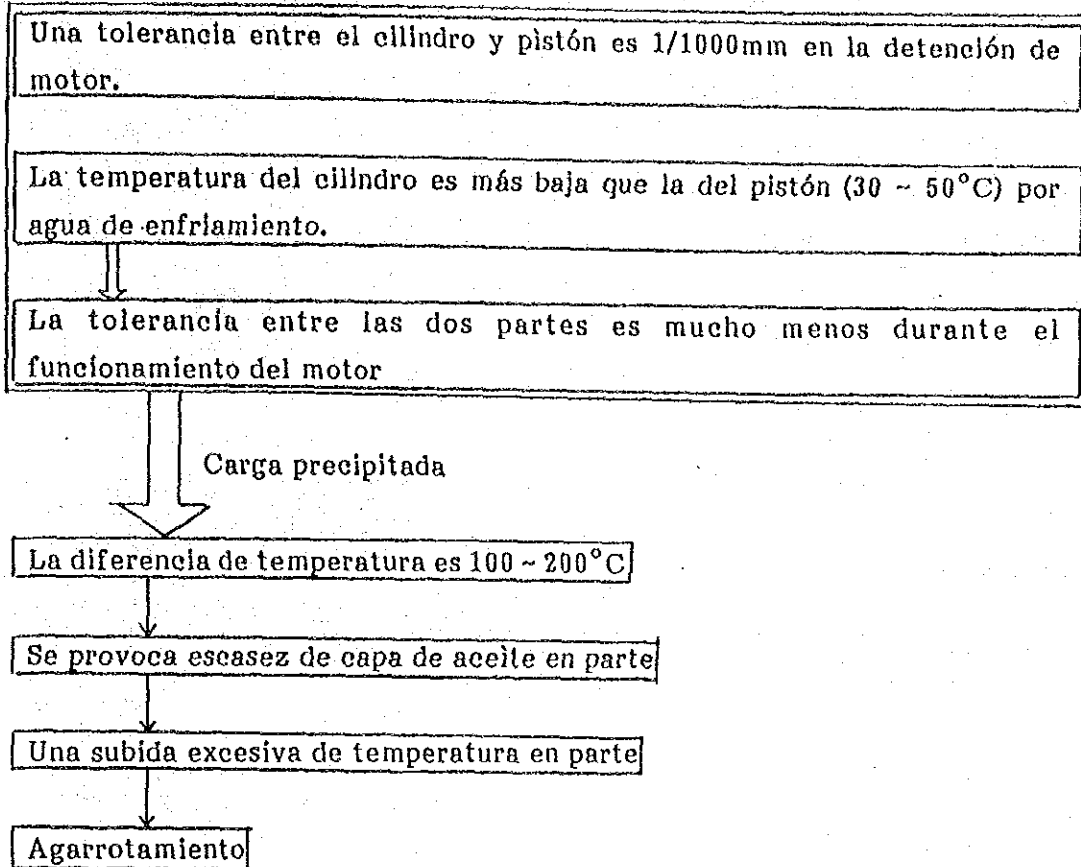 Una tolerancia entre el cilindro y pistón es 1/1000mm en la detención de
motor.
La temperatura del cilindro es más baja que la del pistón (30 ~ 50°C) por
agua de enfriamiento.
La tolerancia entre las dos partes es mucho menos durante el
funcionamiento del motor
Carga precipitada
La diferencia de temperatura es 100 ~ 200°C
Se provoca escasez de capa de aceite en parte
Una subida excesiva de temperatura en parte
Agarrotamiento